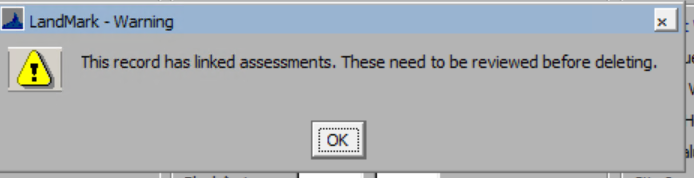 LandMark - Warning
This record has linked assessments. These need to be reviewed before deleting.
OK